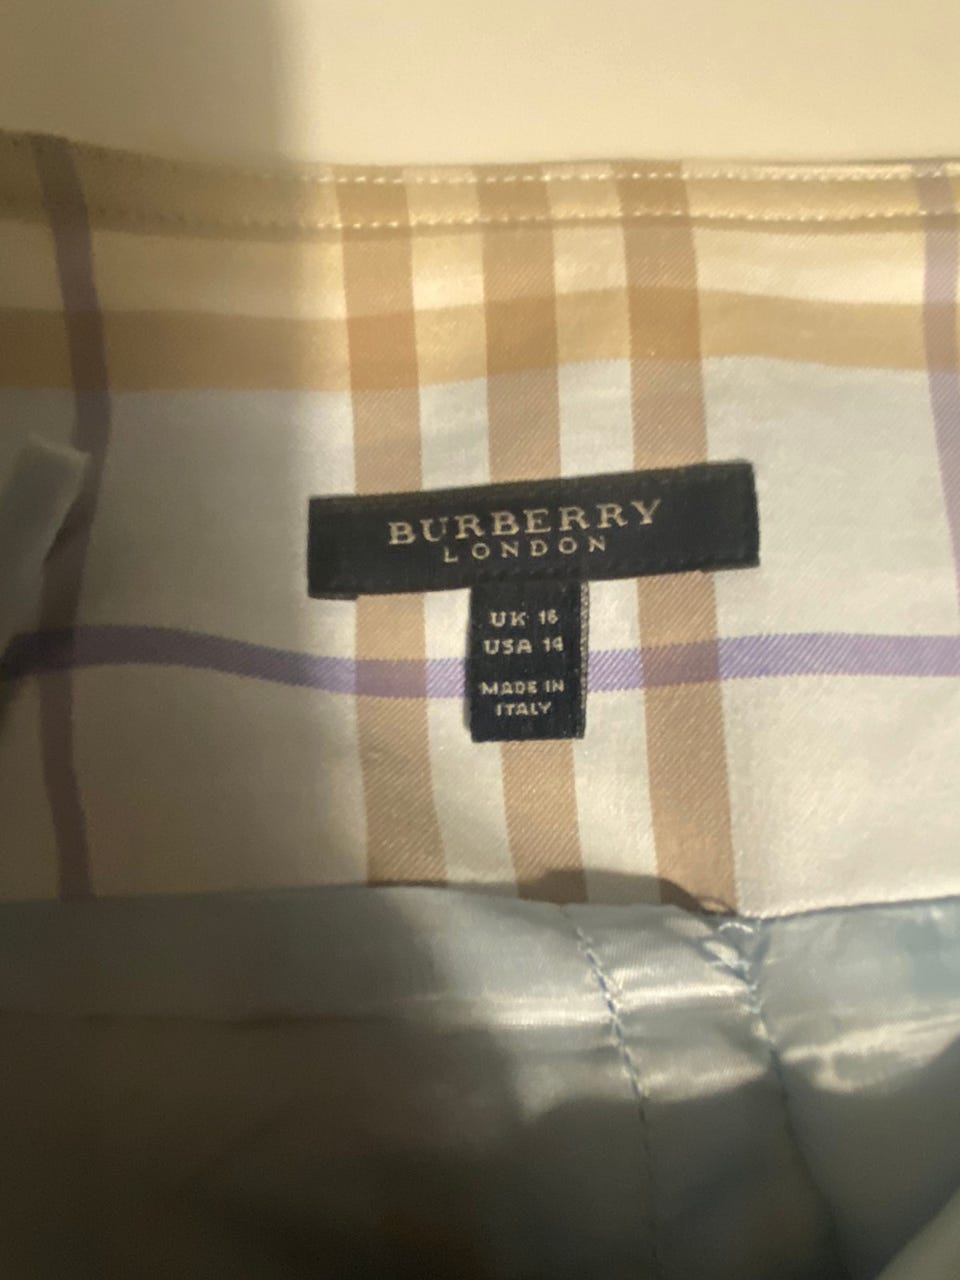 BURBERRY
LONDON
UK 16
USA 14
MADE IN
ITALY